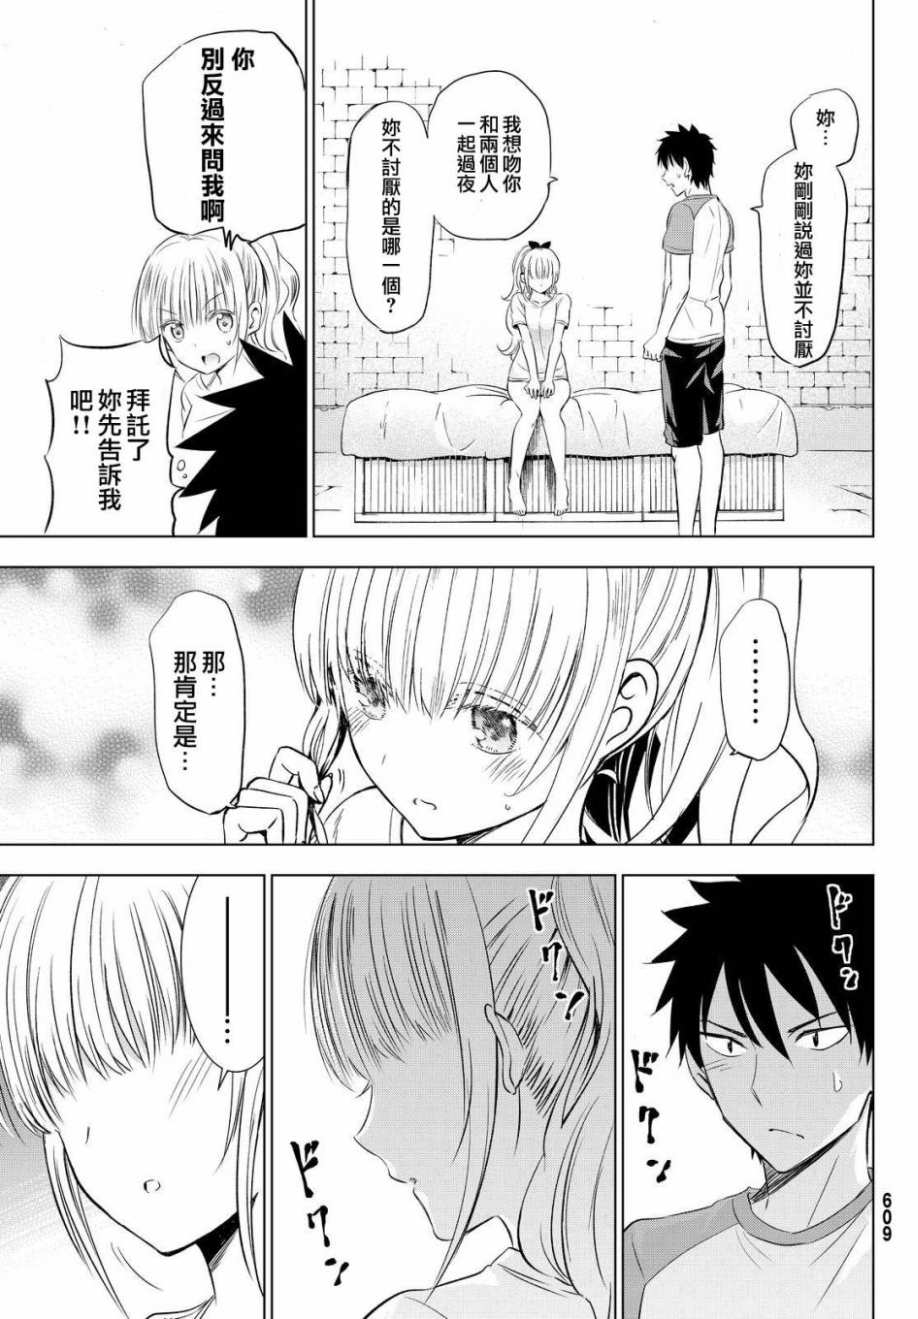 妳…
妳剛剛説過妳並不討厭
我想吻你
和兩個人
一起過夜
妳不討厭的是哪一個?
你
別反過來問我啊
拜託了
妳先告訴我
吧!!
………
那…
那肯定是…
ドクン
ドクン
ドクン
ドクン
——…
609